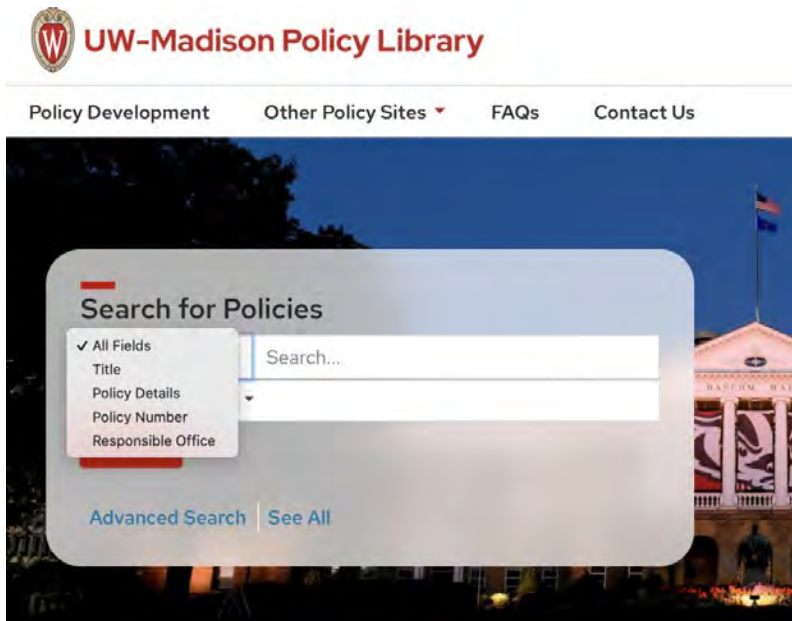 W
UW-Madison Policy Library
Policy Development Other Policy Sites FAQs Contact Us
Search for Policies
✓ All Fields
Title
Policy Details
Policy Number
Responsible Office
Search...
Advanced Search See All
BASCOM